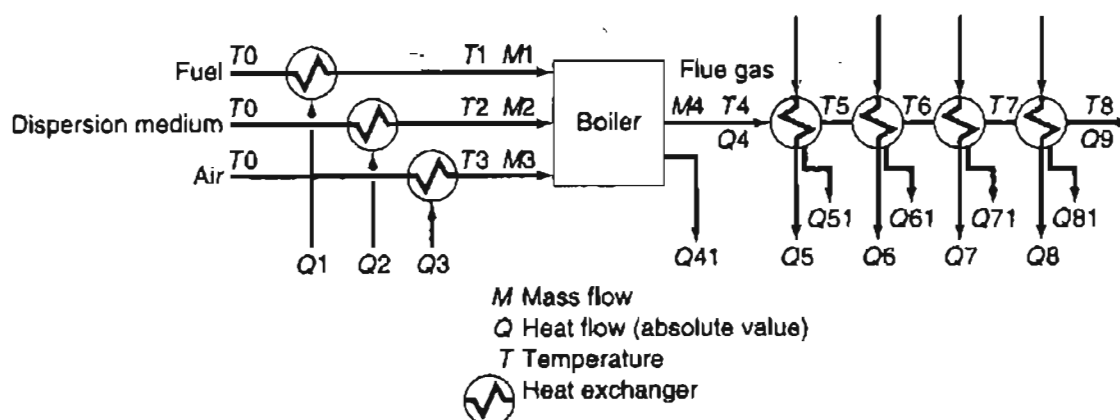 Fuel T0 T1 M1
Dispersion medium T0 T2 M2
Air T0 T3 M3
Boiler
Flue gas
M4 T4 T5 T6 T7 T8
Q4 Q9
Q51 Q61 Q71 Q81
Q1 Q2 Q3 Q41 Q5 Q6 Q7 Q8
M Mass flow
Q Heat flow (absolute value)
T Temperature
Heat exchanger